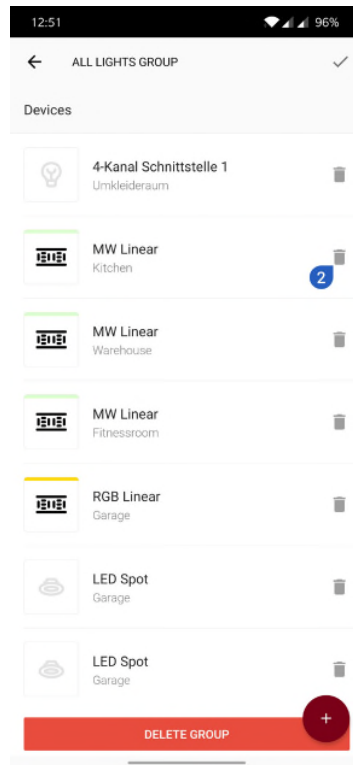 12:51 96%
ALL LIGHTS GROUP
Devices
4-Kanal Schnittstelle 1
Umkleideraum
MW Linear
Kitchen
2
MW Linear
Warehouse
MW Linear
Fitnessroom
RGB Linear
Garage
LED Spot
Garage
LED Spot
Garage
+
DELETE GROUP